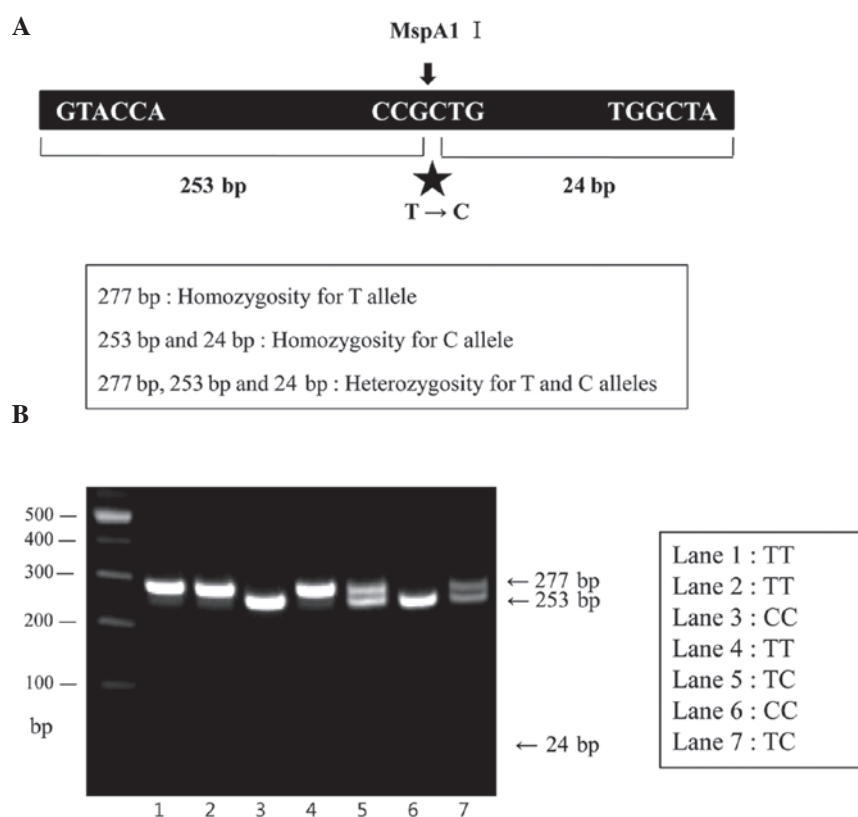 A
MspA1 I
GTACCA CCGCTG TGGCTA
253 bp 24 bp
T → C
277 bp : Homozygosity for T allele
253 bp and 24 bp : Homozygosity for C allele
277 bp, 253 bp and 24 bp : Heterozygosity for T and C alleles
B
500 —
400 —
300 —
200 —
100 —
bp
← 277 bp
← 253 bp
← 24 bp
1 2 3 4 5 6 7
Lane 1 : TT
Lane 2 : TT
Lane 3 : CC
Lane 4 : TT
Lane 5 : TC
Lane 6 : CC
Lane 7 : TC